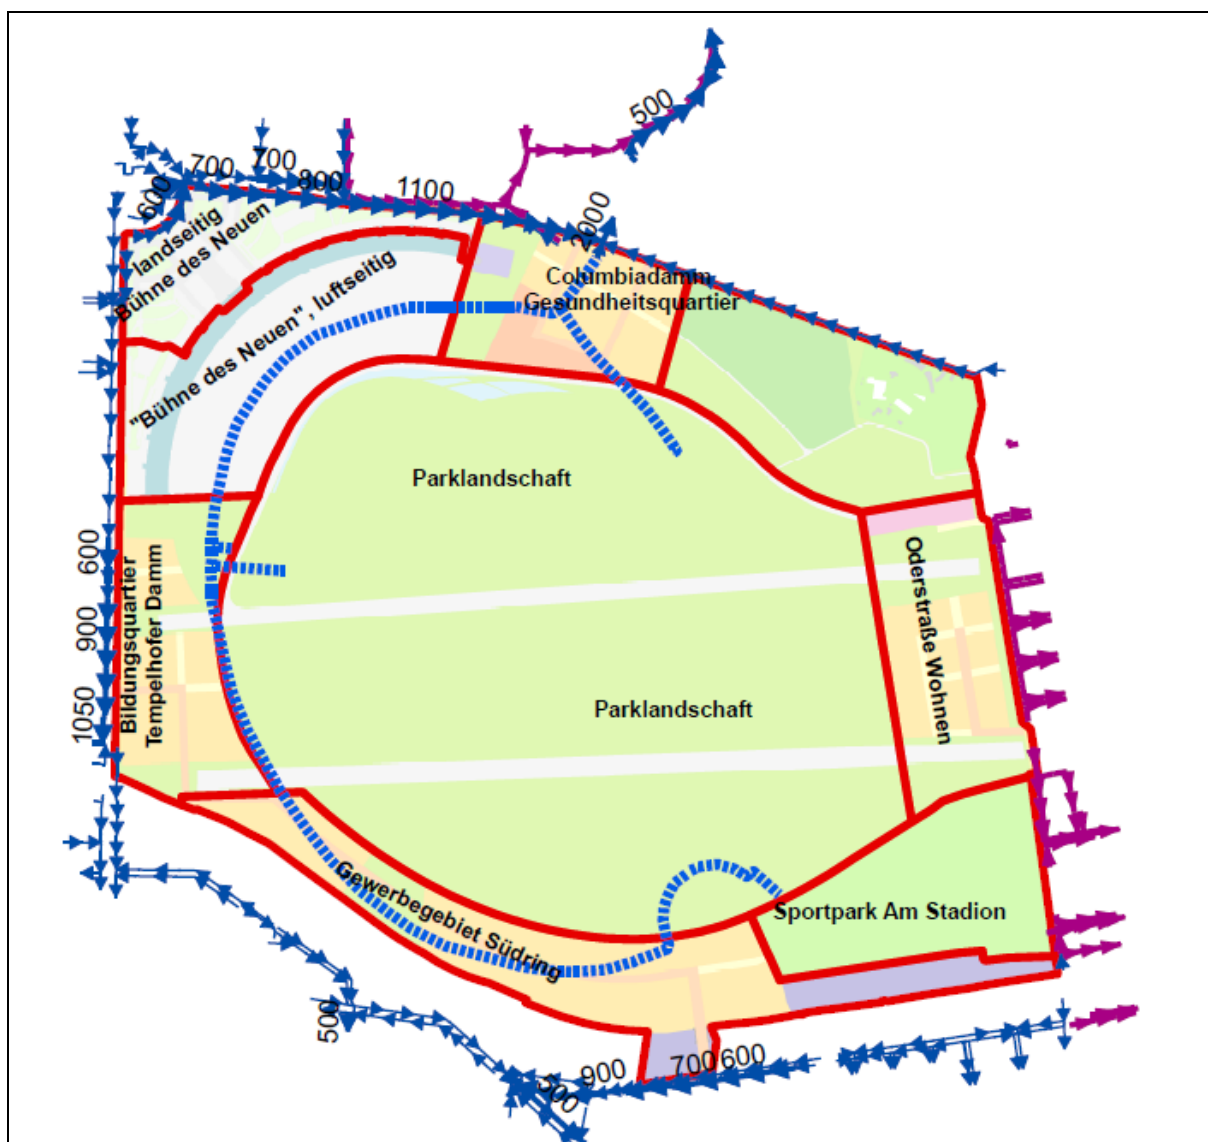 500
700
700
800
600
1100
2000
landseitig
Bühne des Neuen
"Bühne des Neuen", luftseitig
Columbiadamm
Gesundheitsquartier
Parklandschaft
600
900
1050
Bildungsquartier
Tempelhofer Damm
Oderstraße Wohnen
Parklandschaft
Gewerbegebiet Südring
Sportpark Am Stadion
500
500
900
700
600